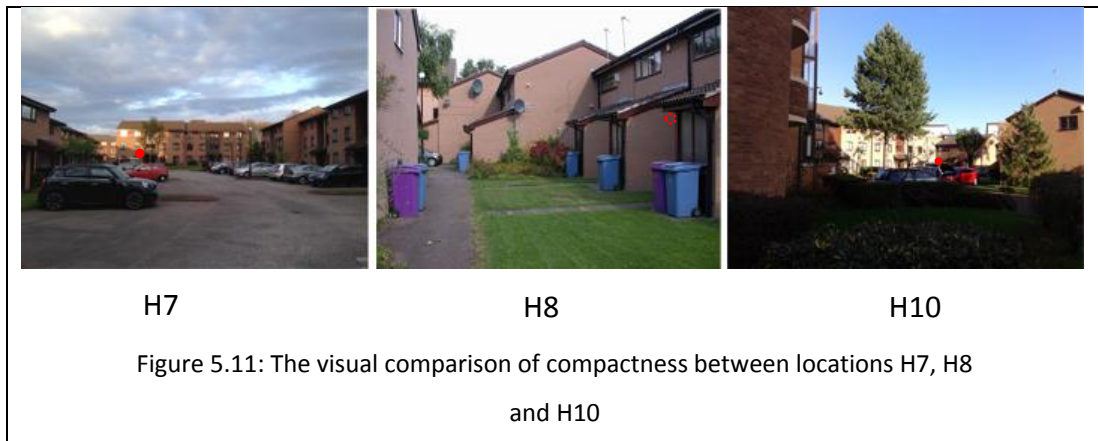 H7
H8
H10
Figure 5.11: The visual comparison of compactness between locations H7, H8
and H10